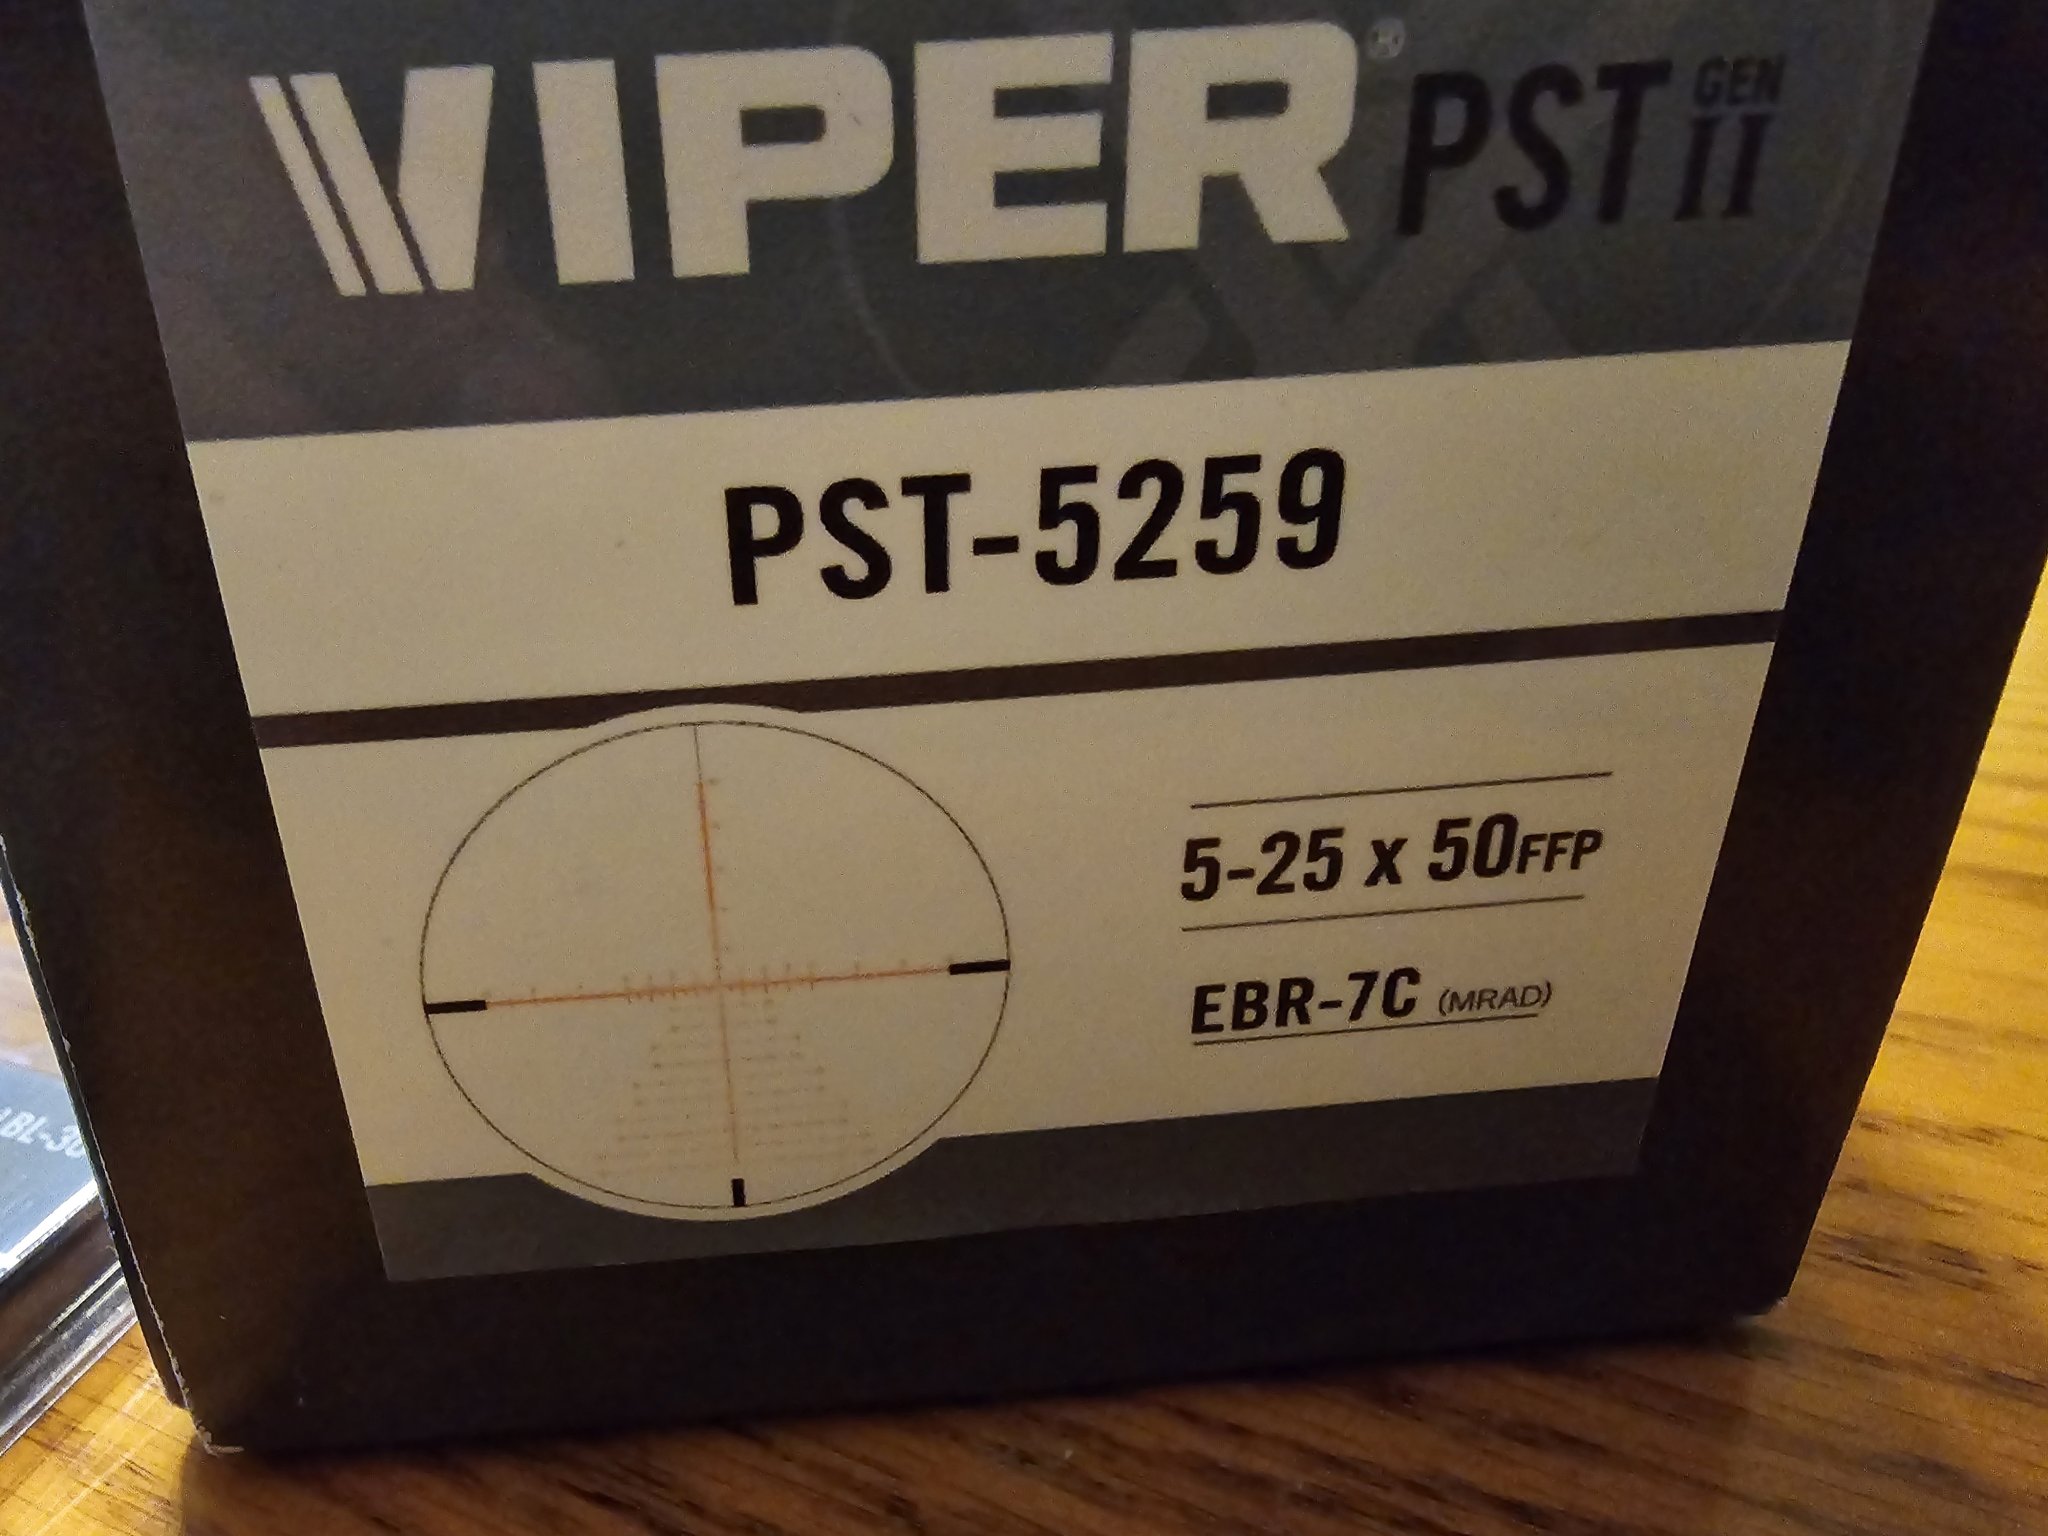 VIPER® PST GEN II
PST-5259
5-25 x 50FFP
EBR-7C (MRAD)